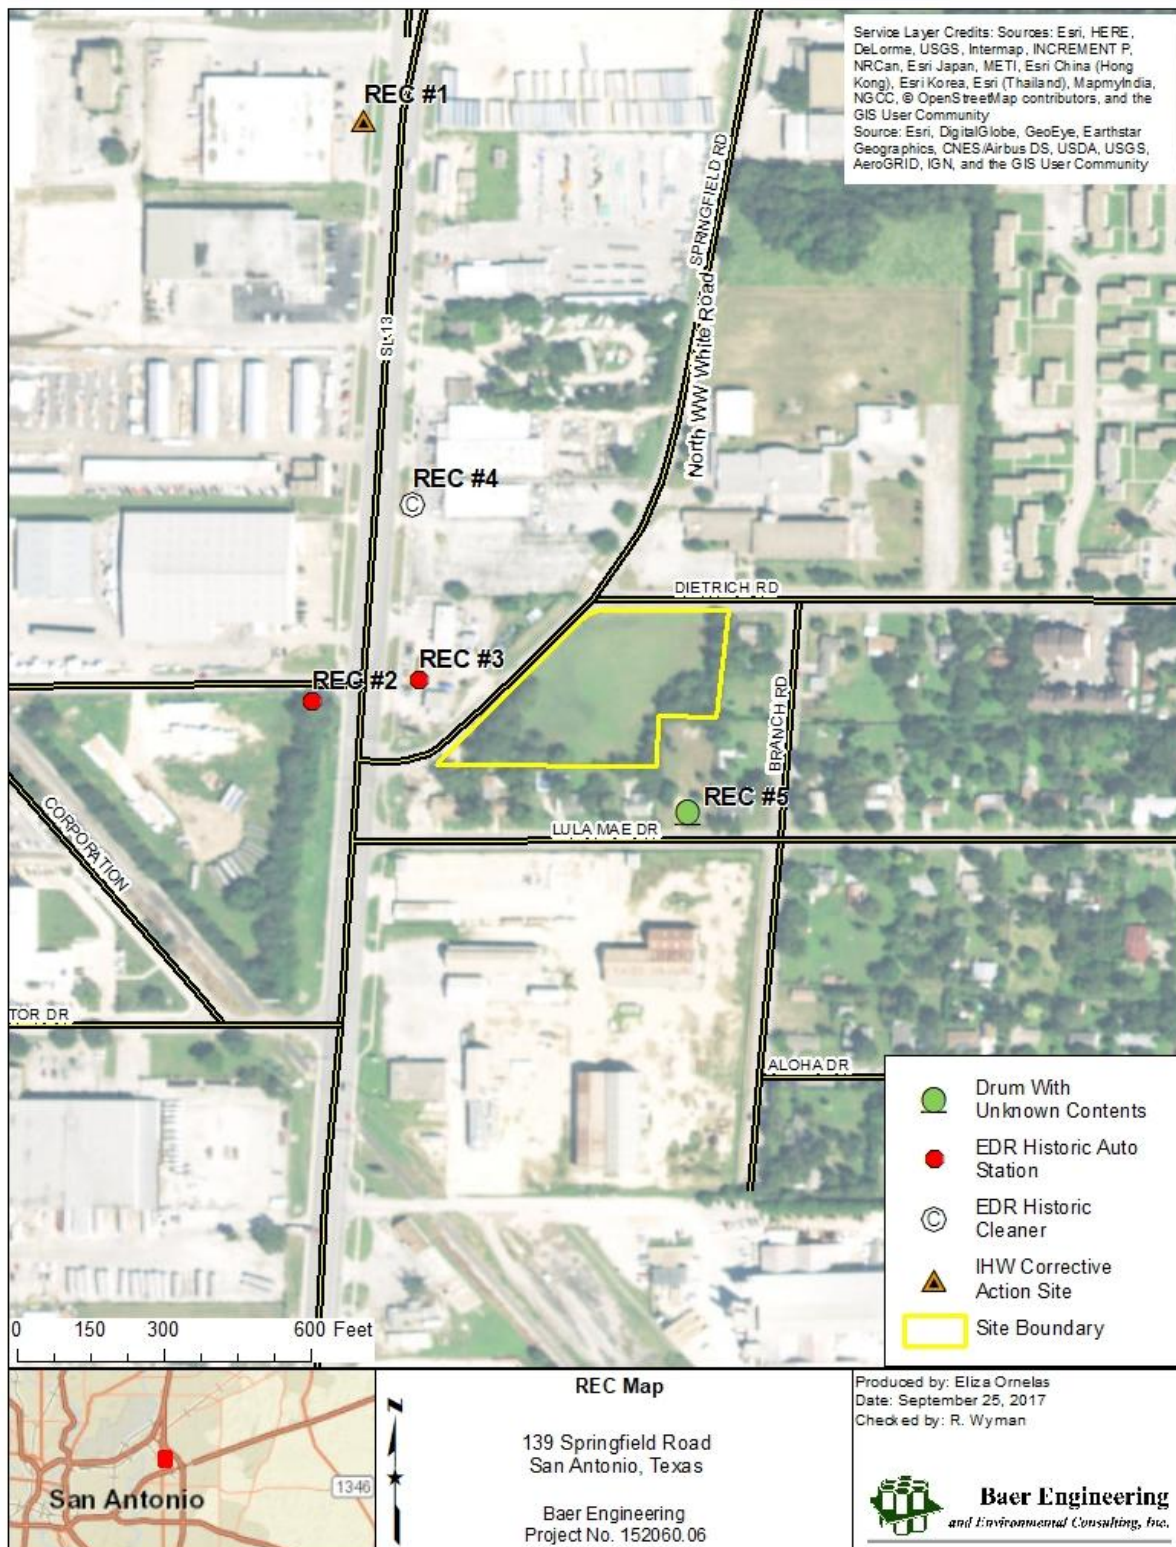 Service Layer Credits: Sources: Esri, HERE,
DeLorme, USGS, Intermap, INCREMENT P,
NRCan, Esri Japan, METI, Esri China (Hong
Kong), Esri Korea, Esri (Thailand), MapmyIndia,
NGCC, © OpenStreetMap contributors, and the
GIS User Community
Source: Esri, DigitalGlobe, GeoEye, Earthstar
Geographics, CNES/Airbus DS, USDA, USGS,
AeroGRID, IGN, and the GIS User Community
REC #1
SPRINGFIELD RD
North WW White Road
SL-13
REC #4
C
DIETRICH RD
REC #3
REC #2
BRANCH RD
REC #5
LULA MAE DR
CORPORATION
TOR DR
ALOHA DR
Drum With
Unknown Contents
EDR Historic Auto
Station
C
EDR Historic
Cleaner
IHW Corrective
Action Site
Site Boundary
0 150 300 600 Feet
San Antonio
1346
N
REC Map
139 Springfield Road
San Antonio, Texas
Baer Engineering
Project No. 152060.06
Produced by: Eliza Ornelas
Date: September 25, 2017
Checked by: R. Wyman
Baer Engineering
and Environmental Consulting, Inc.